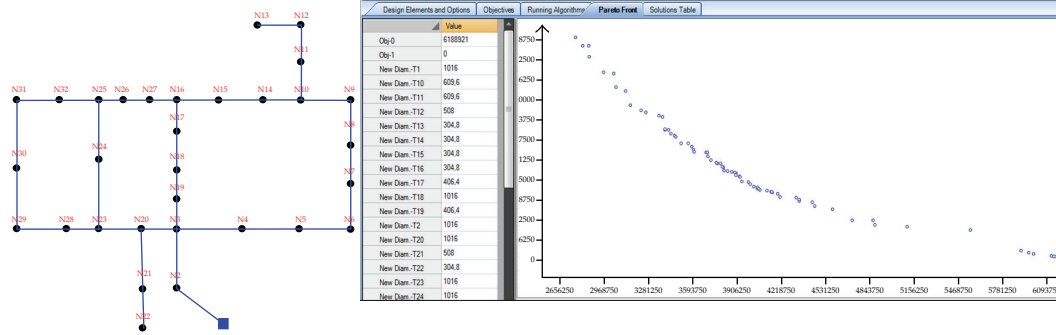 N13 N12
N11
N31 N32 N25 N26 N27 N16 N15 N14 N10 N9
N17 N8
N24
N30 N18 N7
N19
N29 N28 N23 N20 N3 N4 N5 N6
N21 N2
N22
Design Elements and Options Objectives Running Algorithms Pareto Front Solutions Table
Value
Obj-0 6188921
Obj-1 0
New Diam.-T1 1016
New Diam.-T10 609,6
New Diam.-T11 609,6
New Diam.-T12 508
New Diam.-T13 304,8
New Diam.-T14 304,8
New Diam.-T15 304,8
New Diam.-T16 304,8
New Diam.-T17 406,4
New Diam.-T18 1016
New Diam.-T19 406,4
New Diam.-T2 1016
New Diam.-T20 1016
New Diam.-T21 508
New Diam.-T22 304,8
New Diam.-T23 1016
New Diam.-T24 1016
8750
2500
6250
0000
3750
7500
1250
5000
8750
2500
6250
0
2656250 2968750 3281250 3593750 3906250 4218750 4531250 4843750 5156250 5468750 5781250 609375